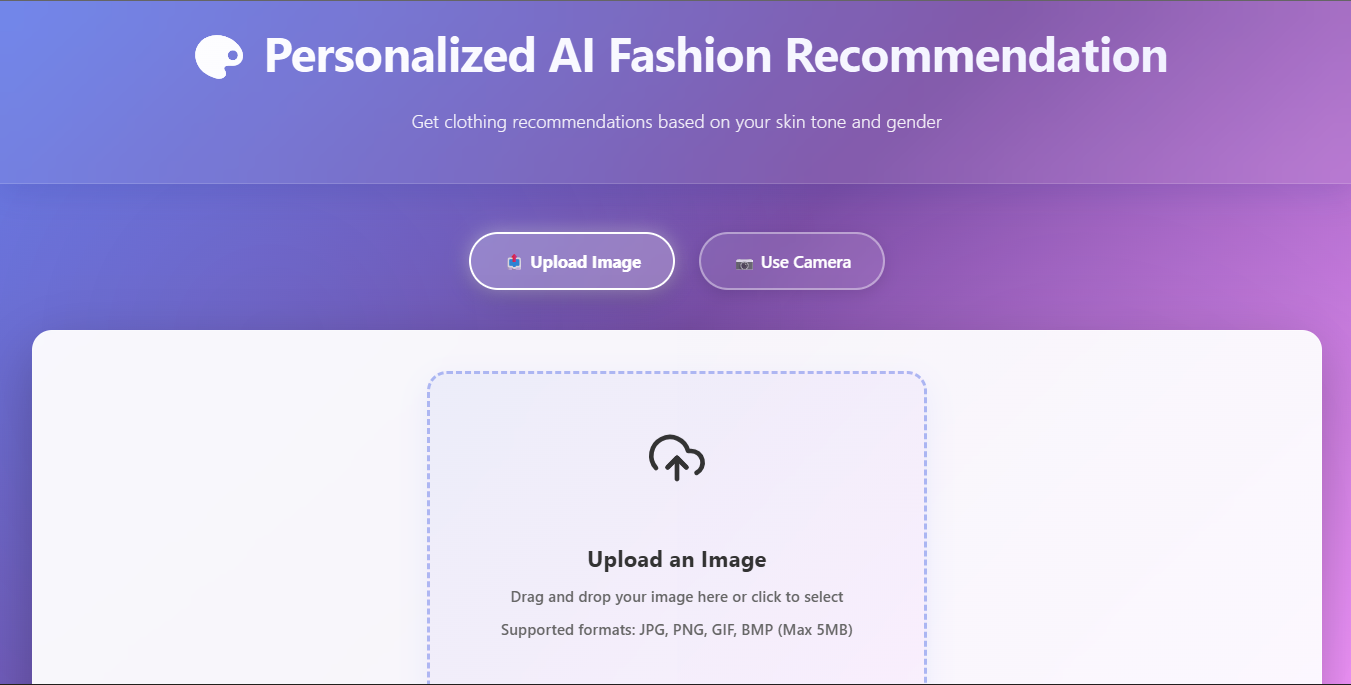 Personalized AI Fashion Recommendation
Get clothing recommendations based on your skin tone and gender
Upload Image
Use Camera
Upload an Image
Drag and drop your image here or click to select
Supported formats: JPG, PNG, GIF, BMP (Max 5MB)